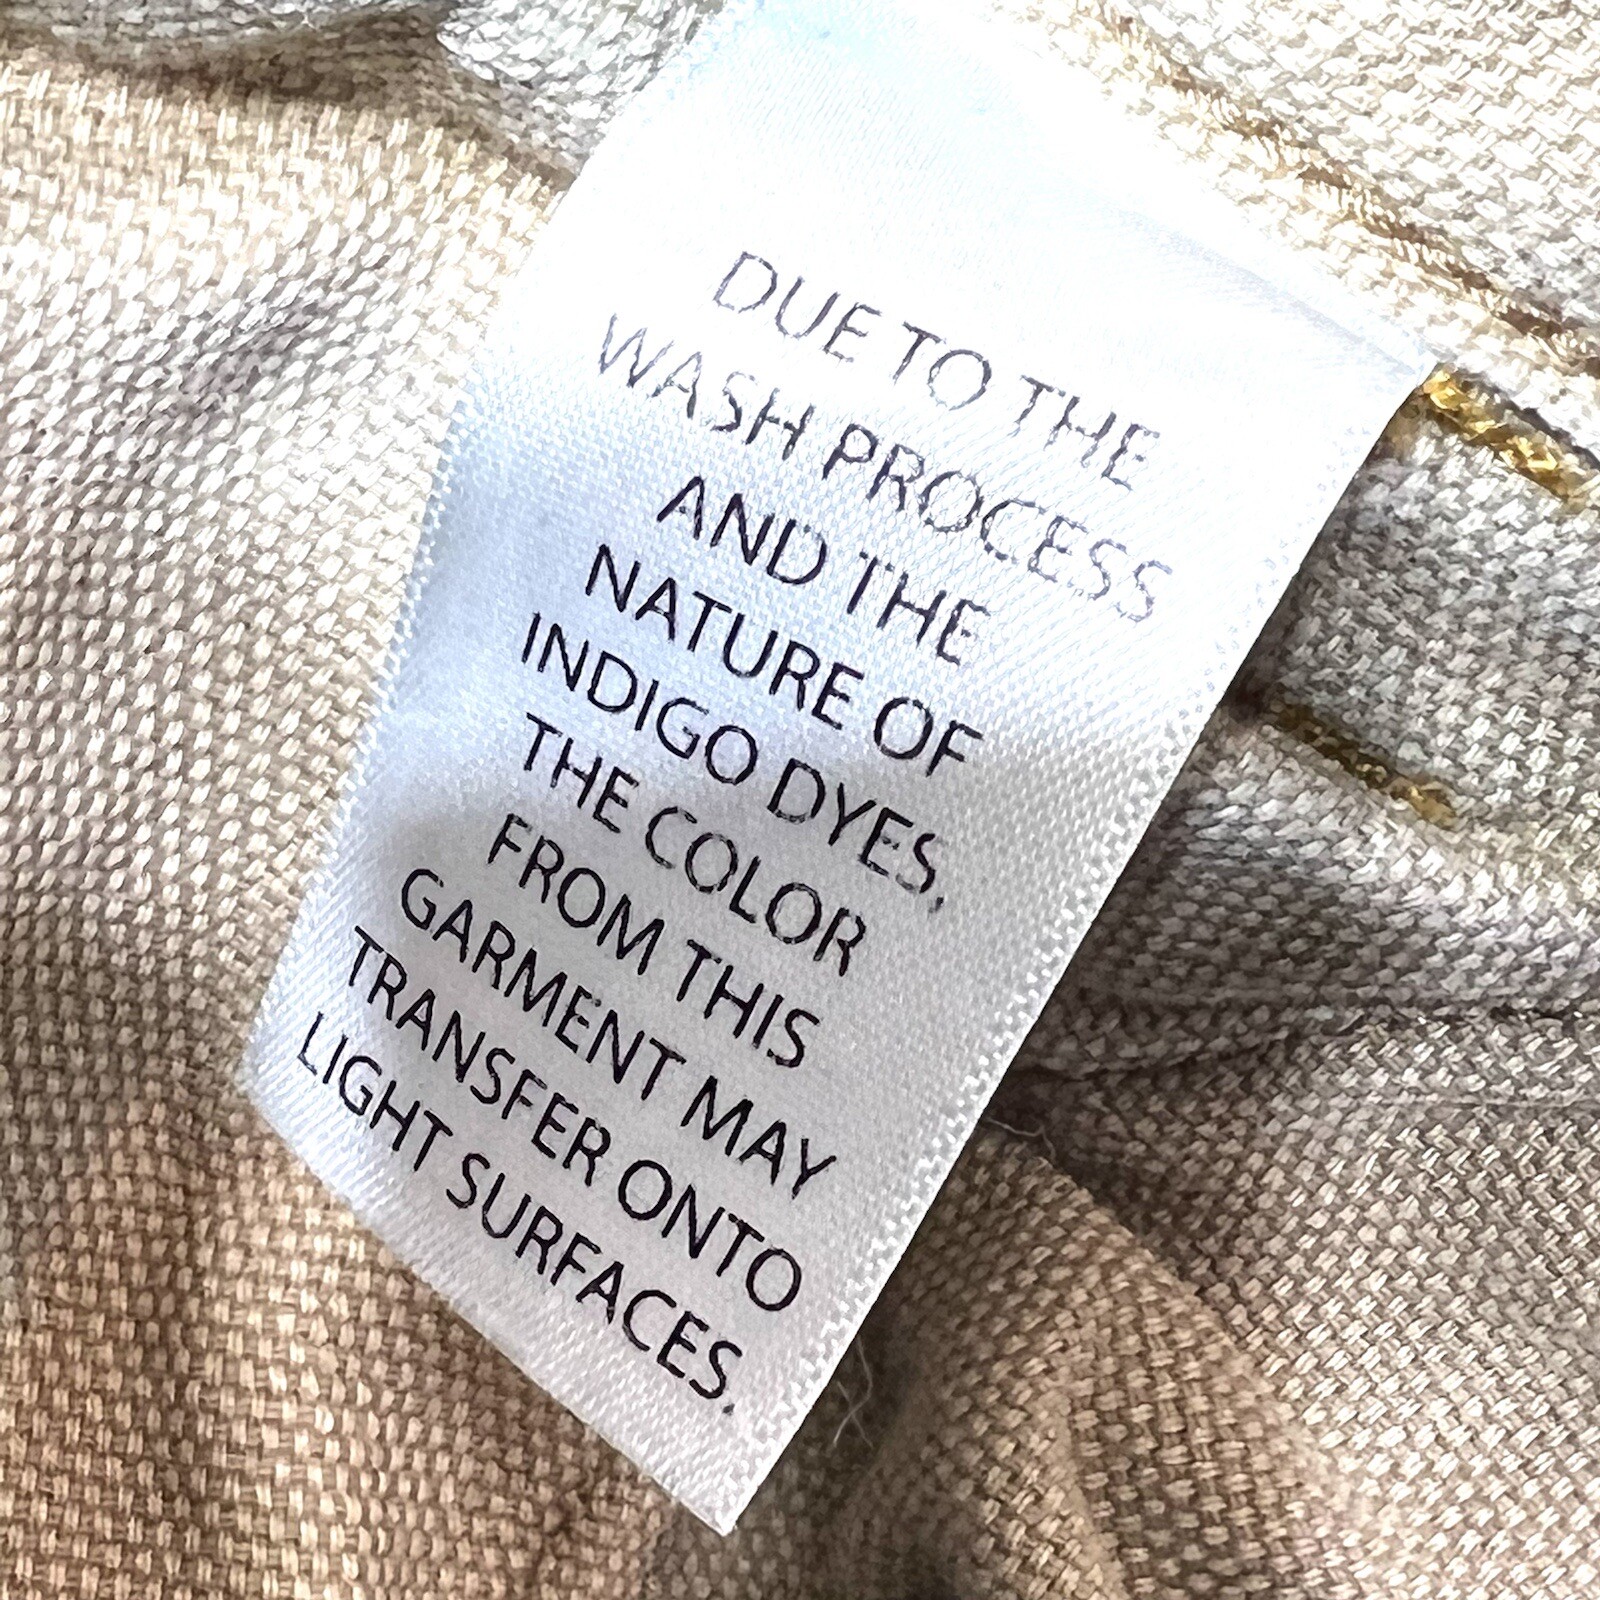 DUE TO THE
WASH PROCESS
AND THE
NATURE OF
INDIGO DYES,
THE COLOR
FROM THIS
GARMENT MAY
TRANSFER ONTO
LIGHT SURFACES.